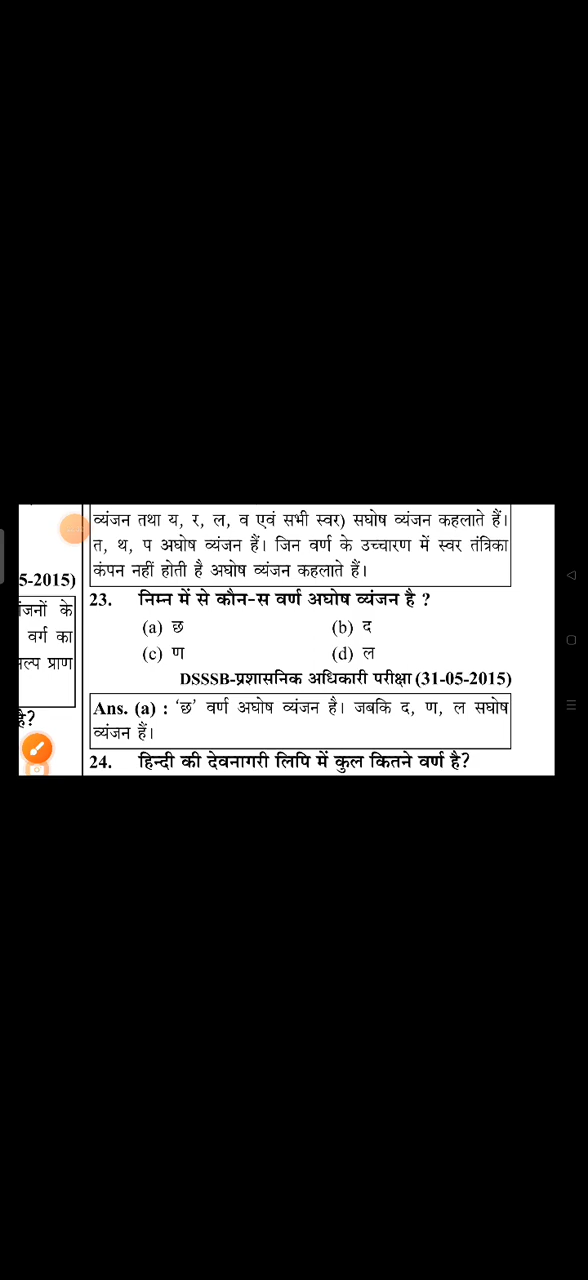 5-2015)
व्यंजनों के
वर्ग का
अल्प प्राण
है?
व्यंजन तथा य, र, ल, व एवं सभी स्वर) सघोष व्यंजन कहलाते हैं।
त, थ, प अघोष व्यंजन हैं। जिन वर्ण के उच्चारण में स्वर तंत्रिका
कंपन नहीं होती है अघोष व्यंजन कहलाते हैं।
23. निम्न में से कौन-स वर्ण अघोष व्यंजन है ?
(a) छ (b) द
(c) ण (d) ल
DSSSB-प्रशासनिक अधिकारी परीक्षा (31-05-2015)
Ans. (a) : 'छ' वर्ण अघोष व्यंजन है। जबकि द, ण, ल सघोष
व्यंजन हैं।
24. हिन्दी की देवनागरी लिपि में कुल कितने वर्ण है?